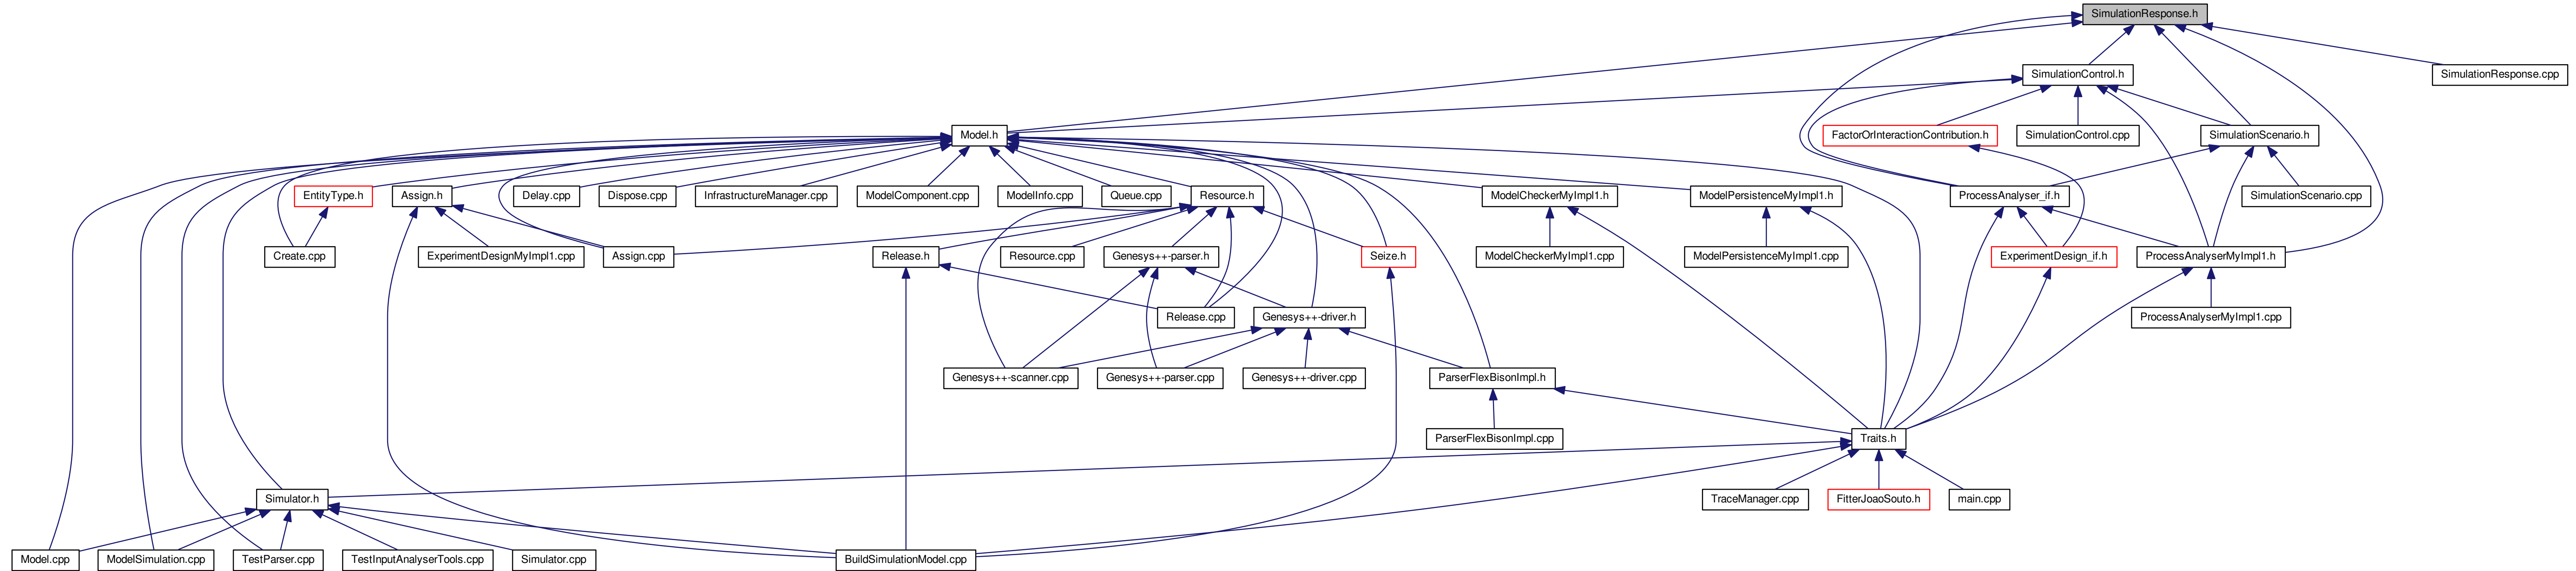 SimulationResponse.h
SimulationControl.h
SimulationResponse.cpp
Model.h
FactorOrInteractionContribution.h
SimulationControl.cpp
SimulationScenario.h
EntityType.h
Assign.h
Delay.cpp
Dispose.cpp
InfrastructureManager.cpp
ModelComponent.cpp
ModelInfo.cpp
Queue.cpp
Resource.h
ModelCheckerMyImpl1.h
ModelPersistenceMyImpl1.h
ProcessAnalyser_if.h
SimulationScenario.cpp
Create.cpp
ExperimentDesignMyImpl1.cpp
Assign.cpp
Release.h
Resource.cpp
Genesys++-parser.h
Seize.h
ModelCheckerMyImpl1.cpp
ModelPersistenceMyImpl1.cpp
ExperimentDesign_if.h
ProcessAnalyserMyImpl1.h
Release.cpp
Genesys++-driver.h
ProcessAnalyserMyImpl1.cpp
Genesys++-scanner.cpp
Genesys++-parser.cpp
Genesys++-driver.cpp
ParserFlexBisonImpl.h
ParserFlexBisonImpl.cpp
Traits.h
Simulator.h
TraceManager.cpp
FitterJoaoSouto.h
main.cpp
Model.cpp
ModelSimulation.cpp
TestParser.cpp
TestInputAnalyserTools.cpp
Simulator.cpp
BuildSimulationModel.cpp